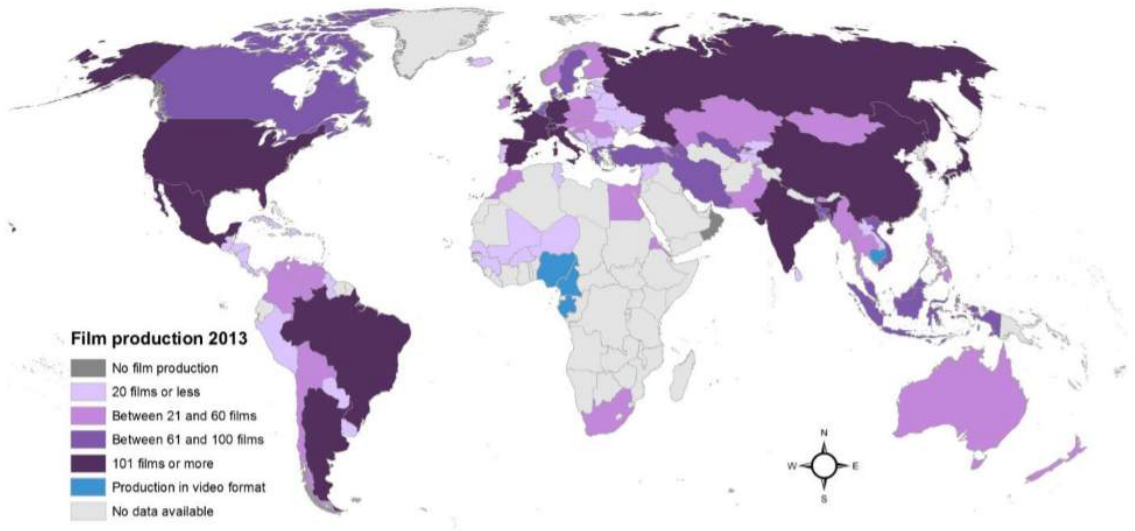 Film production 2013
No film production
20 films or less
Between 21 and 60 films
Between 61 and 100 films
101 films or more
Production in video format
No data available
N
W E
S